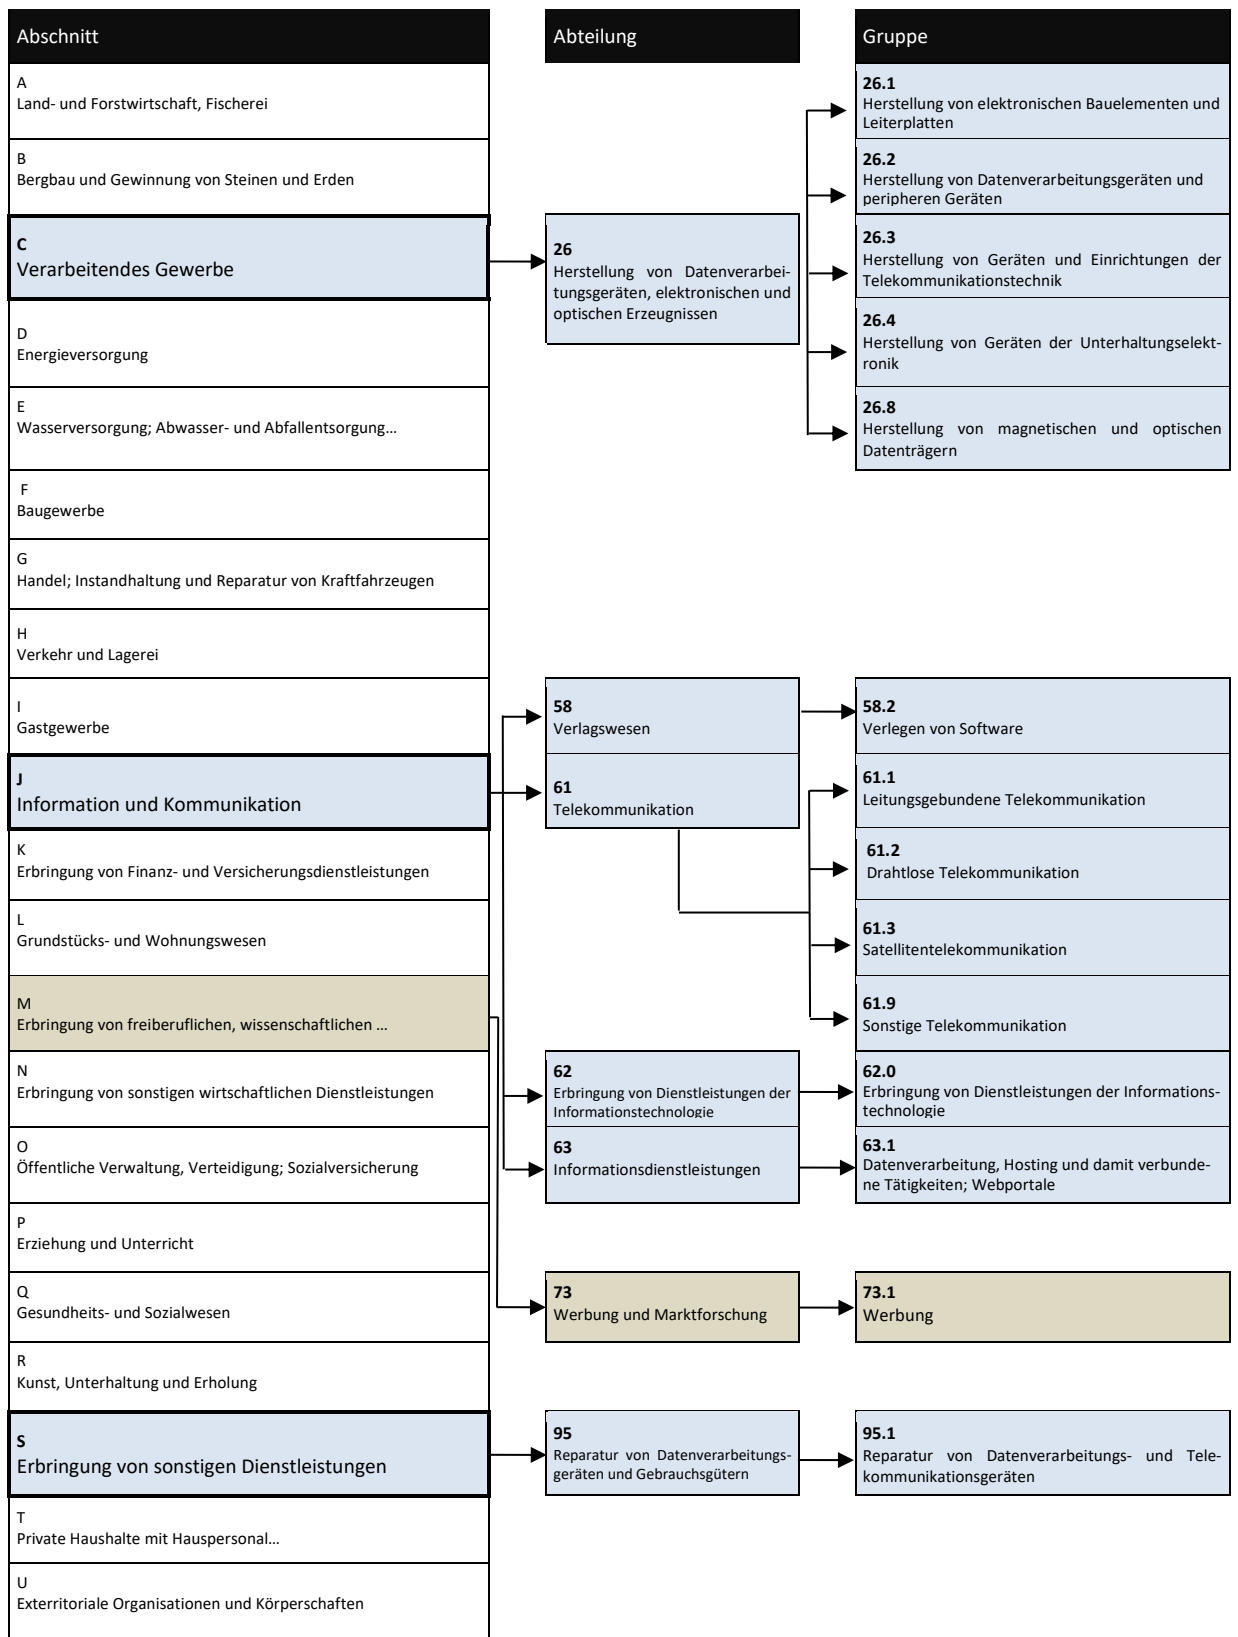 Abschnitt
A
Land- und Forstwirtschaft, Fischerei
B
Bergbau und Gewinnung von Steinen und Erden
C
Verarbeitendes Gewerbe
D
Energieversorgung
E
Wasserversorgung; Abwasser- und Abfallentsorgung…
F
Baugewerbe
G
Handel; Instandhaltung und Reparatur von Kraftfahrzeugen
H
Verkehr und Lagerei
I
Gastgewerbe
J
Information und Kommunikation
K
Erbringung von Finanz- und Versicherungsdienstleistungen
L
Grundstücks- und Wohnungswesen
M
Erbringung von freiberuflichen, wissenschaftlichen …
N
Erbringung von sonstigen wirtschaftlichen Dienstleistungen
O
Öffentliche Verwaltung, Verteidigung; Sozialversicherung
P
Erziehung und Unterricht
Q
Gesundheits- und Sozialwesen
R
Kunst, Unterhaltung und Erholung
S
Erbringung von sonstigen Dienstleistungen
T
Private Haushalte mit Hauspersonal…
U
Exterritoriale Organisationen und Körperschaften
Abteilung
26
Herstellung von Datenverarbei-
tungsgeräten, elektronischen und
optischen Erzeugnissen
58
Verlagswesen
61
Telekommunikation
62
Erbringung von Dienstleistungen der
Informationstechnologie
63
Informationsdienstleistungen
73
Werbung und Marktforschung
95
Reparatur von Datenverarbeitungs-
geräten und Gebrauchsgütern
Gruppe
26.1
Herstellung von elektronischen Bauelementen und
Leiterplatten
26.2
Herstellung von Datenverarbeitungsgeräten und
peripheren Geräten
26.3
Herstellung von Geräten und Einrichtungen der
Telekommunikationstechnik
26.4
Herstellung von Geräten der Unterhaltungselekt-
ronik
26.8
Herstellung von magnetischen und optischen
Datenträgern
58.2
Verlegen von Software
61.1
Leitungsgebundene Telekommunikation
61.2
Drahtlose Telekommunikation
61.3
Satellitentelekommunikation
61.9
Sonstige Telekommunikation
62.0
Erbringung von Dienstleistungen der Informations-
technologie
63.1
Datenverarbeitung, Hosting und damit verbunde-
ne Tätigkeiten; Webportale
73.1
Werbung
95.1
Reparatur von Datenverarbeitungs- und Tele-
kommunikationsgeräten